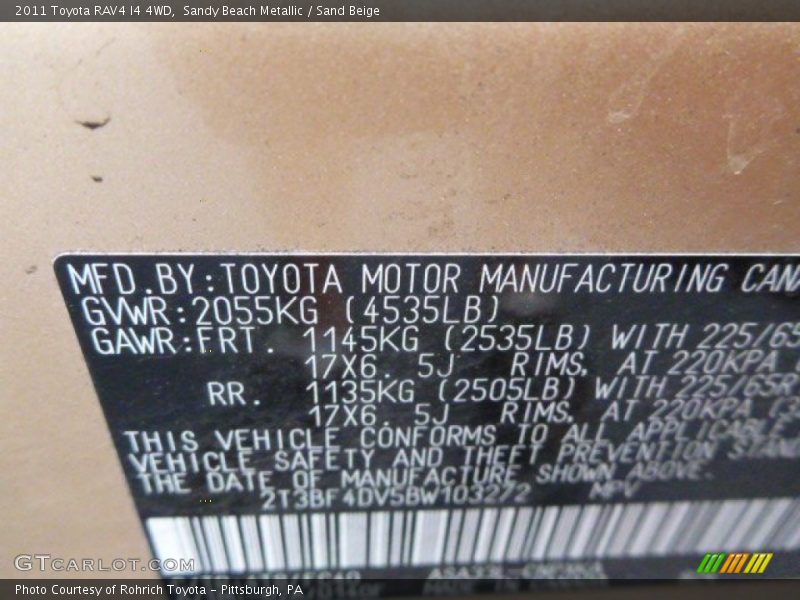 2011 Toyota RAV4 I4 4WD,  Sandy Beach Metallic / Sand Beige
MFD.BY:TOYOTA MOTOR MANUFACTURING CANA
GVWR:2055KG (4535LB)
GAWR:FRT. 1145KG (2535LB) WITH 225/65
17X6. 5J RIMS, AT 220KPA
RR. 1135KG (2505LB) WITH 225/65R
17X6. 5J RIMS, AT 220KPA
THIS VEHICLE CONFORMS TO ALL APPLICABLE
VEHICLE SAFETY AND THEFT PREVENTION STAND
THE DATE OF MANUFACTURE SHOWN ABOVE.
2T3BF4DV5BW103272 MPV
GTCARLOT.COM
Photo Courtesy of Rohrich Toyota - Pittsburgh, PA